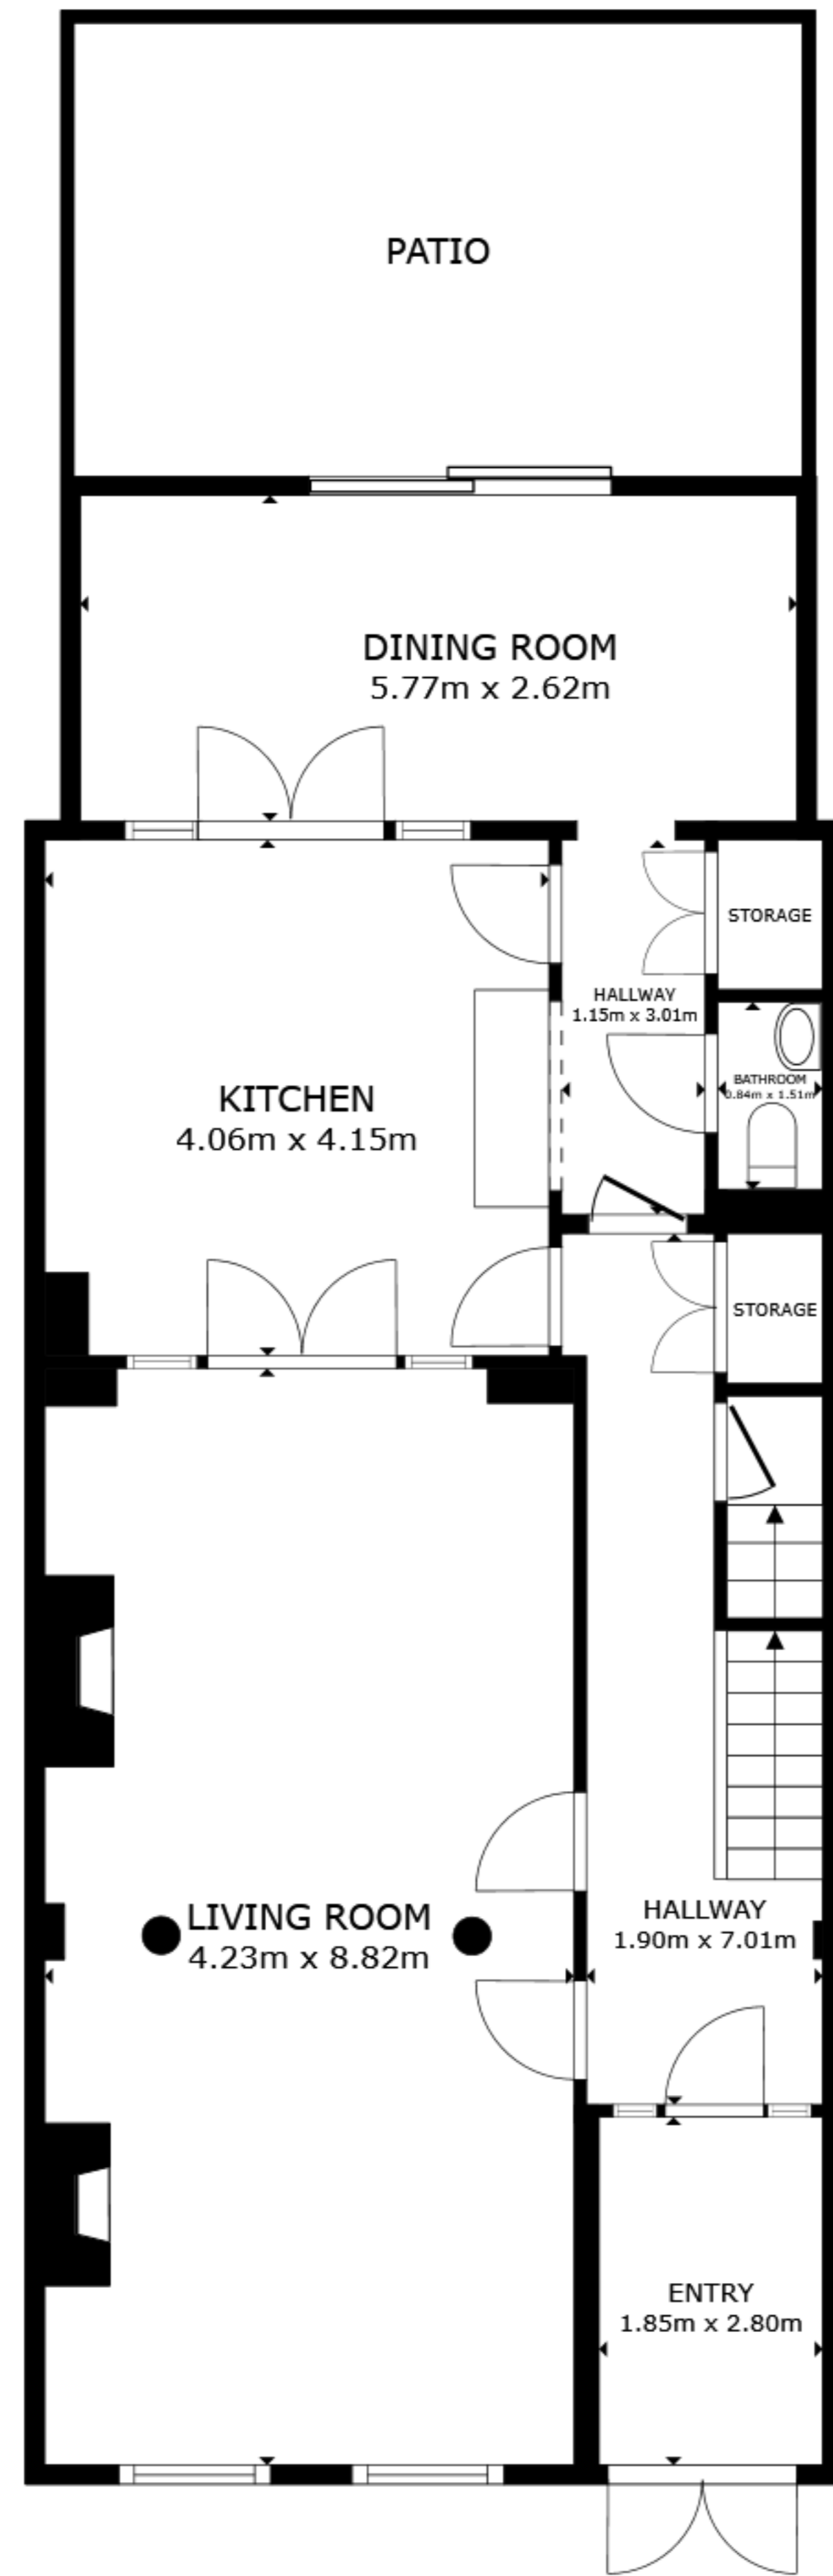 PATIO
DINING ROOM
5.77m x 2.62m
STORAGE
HALLWAY
1.15m x 3.01m
BATHROOM
0.84m x 1.51m
KITCHEN
4.06m x 4.15m
STORAGE
LIVING ROOM
4.23m x 8.82m
HALLWAY
1.90m x 7.01m
ENTRY
1.85m x 2.80m